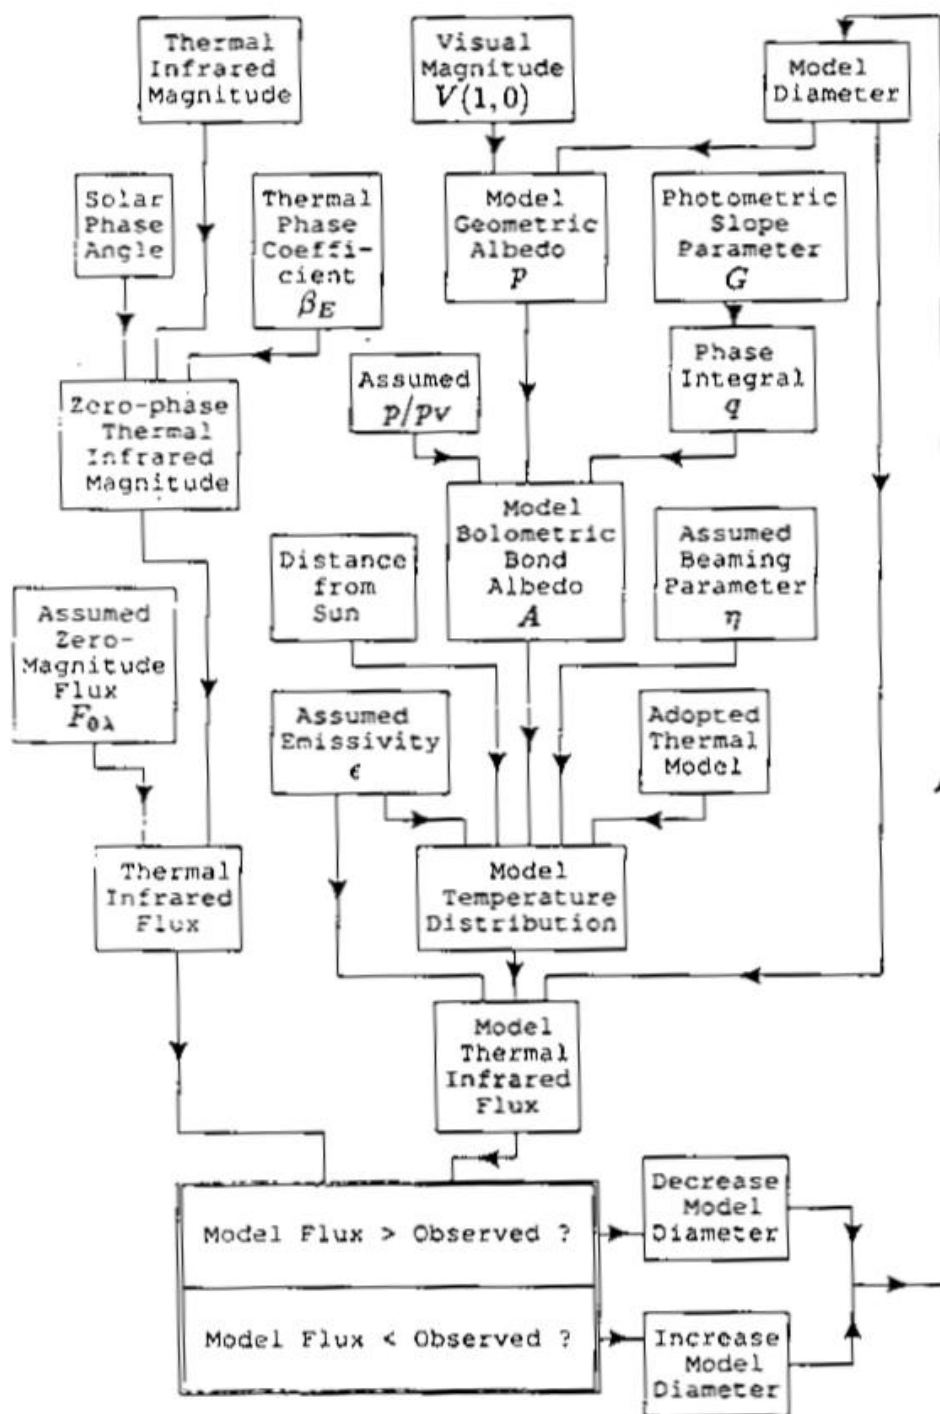 Thermal
Infrared
Magnitude
Visual
Magnitude
V(1,0)
Model
Diameter
Solar
Phase
Angle
Thermal
Phase
Coeffi-
cient
β_E
Model
Geometric
Albedo
p
Photometric
Slope
Parameter
G
Assumed
p/pv
Phase
Integral
q
Zero-phase
Thermal
Infrared
Magnitude
Model
Bolometric
Bond
Albedo
A
Distance
from
Sun
Assumed
Beaming
Parameter
η
Assumed
Zero-
Magnitude
Flux
F_0λ
Assumed
Emissivity
ϵ
Adopted
Thermal
Model
Thermal
Infrared
Flux
Model
Temperature
Distribution
Model
Thermal
Infrared
Flux
Model Flux > Observed ?
Decrease
Model
Diameter
Model Flux < Observed ?
Increase
Model
Diameter